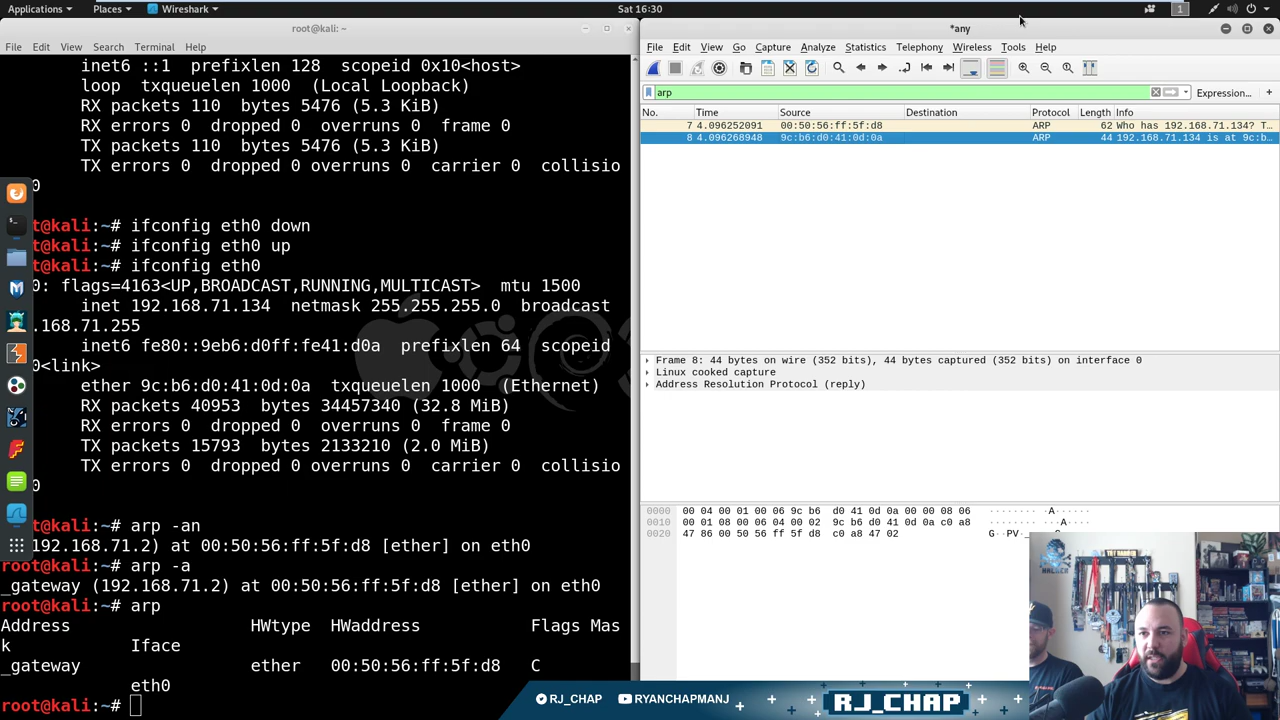 Applications Places Wireshark Sat 16:30 1
root@kali: ~
File Edit View Search Terminal Help
inet6 ::1 prefixlen 128 scopeid 0x10<host>
loop txqueuelen 1000 (Local Loopback)
RX packets 110 bytes 5476 (5.3 KiB)
RX errors 0 dropped 0 overruns 0 frame 0
TX packets 110 bytes 5476 (5.3 KiB)
TX errors 0 dropped 0 overruns 0 carrier 0 collisio
0
t@kali:~# ifconfig eth0 down
t@kali:~# ifconfig eth0 up
t@kali:~# ifconfig eth0
0: flags=4163<UP,BROADCAST,RUNNING,MULTICAST> mtu 1500
inet 192.168.71.134 netmask 255.255.255.0 broadcast
.168.71.255
inet6 fe80::9eb6:d0ff:fe41:d0a prefixlen 64 scopeid
0<link>
ether 9c:b6:d0:41:0d:0a txqueuelen 1000 (Ethernet)
RX packets 40953 bytes 34457340 (32.8 MiB)
RX errors 0 dropped 0 overruns 0 frame 0
TX packets 15793 bytes 2133210 (2.0 MiB)
TX errors 0 dropped 0 overruns 0 carrier 0 collisio
0
t@kali:~# arp -an
192.168.71.2) at 00:50:56:ff:5f:d8 [ether] on eth0
root@kali:~# arp -a
_gateway (192.168.71.2) at 00:50:56:ff:5f:d8 [ether] on eth0
root@kali:~# arp
Address HWtype HWaddress Flags Mas
k Iface
_gateway ether 00:50:56:ff:5f:d8 C
eth0
root@kali:~#
*any
File Edit View Go Capture Analyze Statistics Telephony Wireless Tools Help
arp Expression... +
No. Time Source Destination Protocol Length Info
7 4.096252091 00:50:56:ff:5f:d8 ARP 62 Who has 192.168.71.134? T...
8 4.096268948 9c:b6:d0:41:0d:0a ARP 44 192.168.71.134 is at 9c:b...
Frame 8: 44 bytes on wire (352 bits), 44 bytes captured (352 bits) on interface 0
Linux cooked capture
Address Resolution Protocol (reply)
0000 00 04 00 01 00 06 9c b6 d0 41 0d 0a 00 00 08 06 ········ ·A······
0010 00 01 08 00 06 04 00 02 9c b6 d0 41 0d 0a c0 a8 ········ ···A····
0020 47 86 00 50 56 ff 5f d8 c0 a8 47 02
RJ_CHAP RYANCHAPMANJ RJ_CHAP